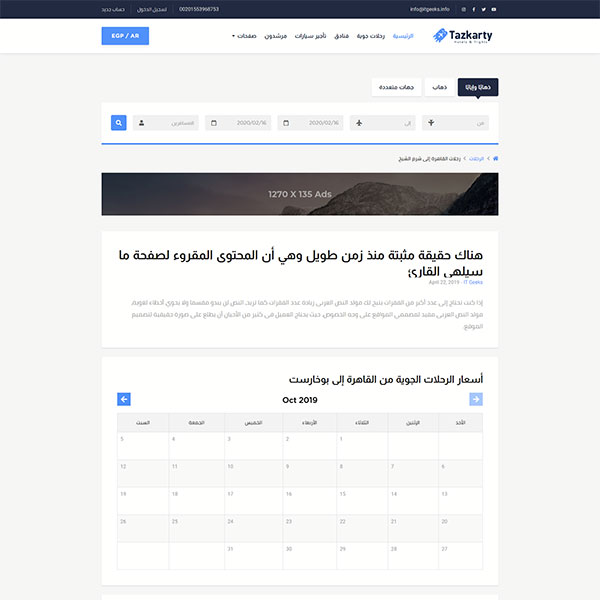 info@itgeeks.info
00201553968753
تسجيل الدخول
حساب جديد
Tazkarty
Hotels & Flights
الرئيسية
رحلات جوية
فنادق
تأجير سيارات
مرشدون
صفحات
EGP / AR
ذهابًا وإيابًا
ذهاب
جهات متعددة
من
إلى
2020/02/16
2020/02/16
المسافرين
الرحلات
رحلات القاهرة إلى شرم الشيخ
1270 X 135 Ads
هناك حقيقة مثبتة منذ زمن طويل وهي أن المحتوى المقروء لصفحة ما
سيلهي القارئ
April 22, 2019
IT Geeks
إذا كنت تحتاج إلى عدد أكبر من الفقرات يتيح لك مولد النص العربى زيادة عدد الفقرات كما تريد، النص لن يبدو مقسما ولا يحوي أخطاء لغوية،
مولد النص العربى مفيد لمصممي المواقع على وجه الخصوص، حيث يحتاج العميل فى كثير من الأحيان أن يطلع على صورة حقيقية لتصميم
الموقع.
أسعار الرحلات الجوية من القاهرة إلى بوخارست
Oct 2019
الأحد الإثنين الثلاثاء الأربعاء الخميس الجمعة السبت
1 2 3 4 5
6 7 8 9 10 11 12
13 14 15 16 17 18 19
20 21 22 23 24 25 26
27 28 29 30 31